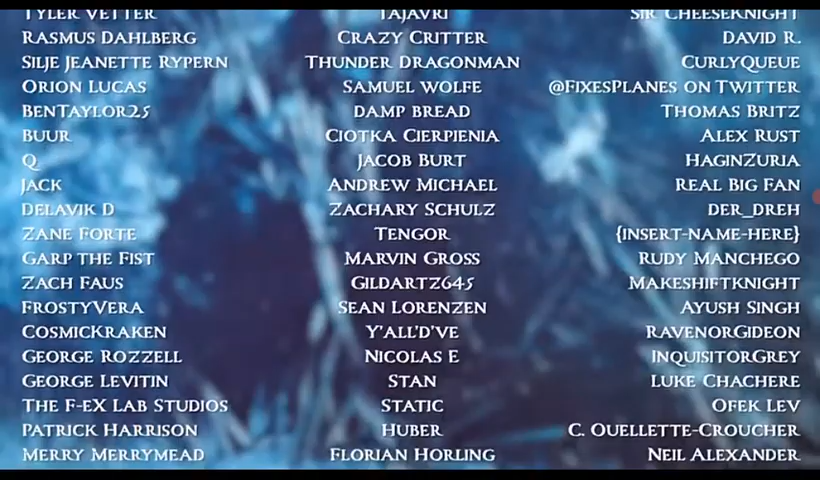 Tyler Vetter Tajavri Sir Cheeseknight
Rasmus Dahlberg Crazy Critter David R.
Silje Jeanette Rypern Thunder Dragonman CurlyQueue
Orion Lucas Samuel Wolfe @FixesPlanes on Twitter
BenTaylor25 damp bread Thomas Britz
Buur Ciotka Cierpienia Alex Rust
Q Jacob Burt HaginZuria
Jack Andrew Michael Real Big Fan
Delavik D Zachary Schulz der_dreh
Zane Forte Tengor {insert-name-here}
Garp the Fist Marvin Gross Rudy Manchego
Zach Faus Gildartz645 Makeshiftknight
FrostyVera Sean Lorenzen Ayush Singh
CosmicKraken Y'all'd've RavenorGideon
George Rozzell Nicolas E InquisitorGrey
George Levitin Stan Luke Chachere
The F-eX Lab Studios Static Ofek Lev
Patrick Harrison Huber C. Ouellette-Croucher
Merry Merrymead Florian Horling Neil Alexander